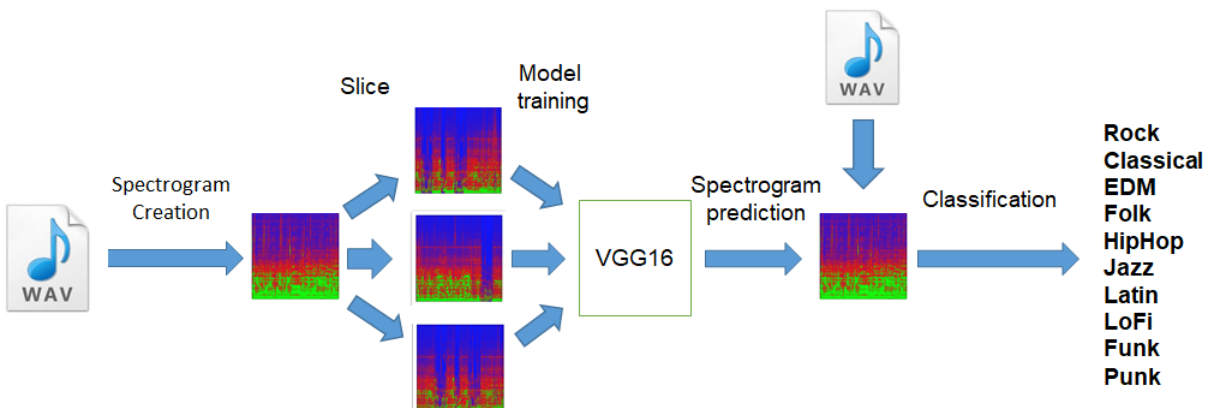 WAV
Spectrogram
Creation
Slice
Model
training
VGG16
Spectrogram
prediction
WAV
Classification
Rock
Classical
EDM
Folk
HipHop
Jazz
Latin
LoFi
Funk
Punk